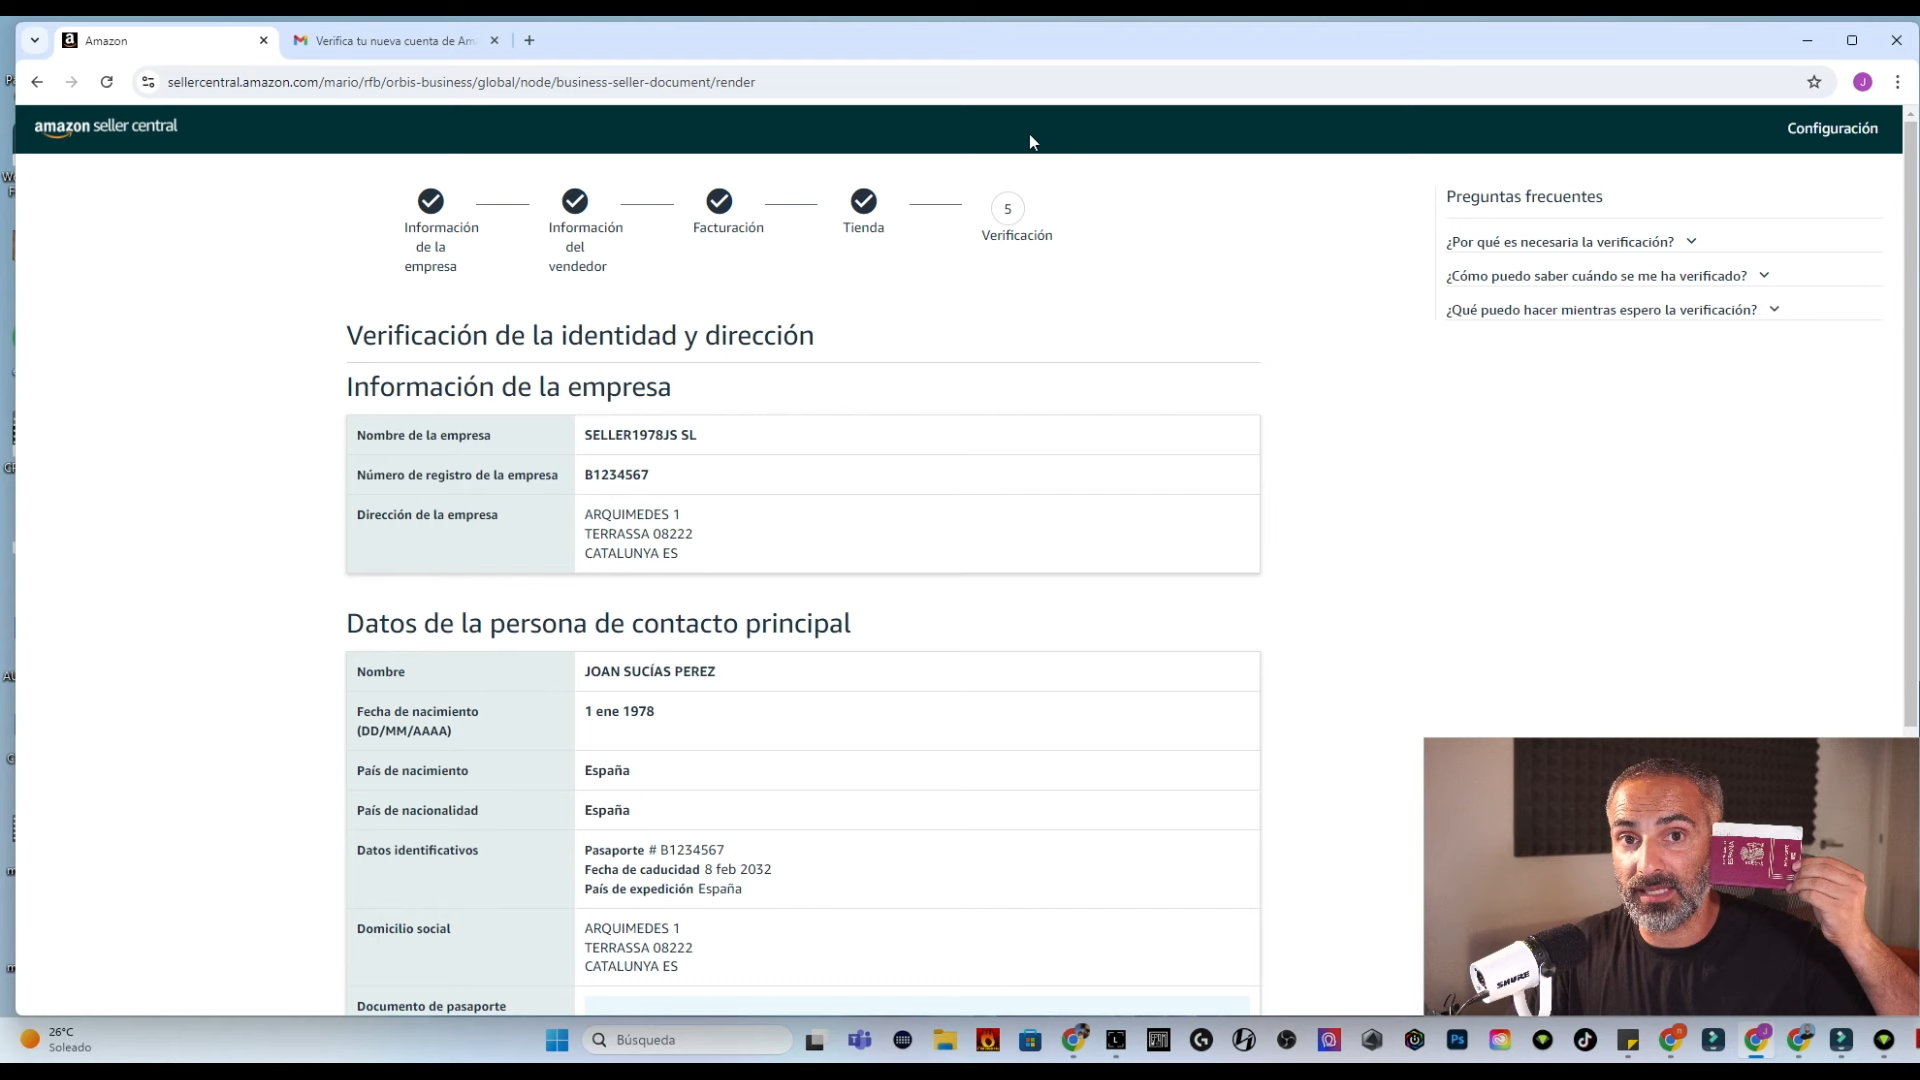 Amazon
Verifica tu nueva cuenta de Am
sellercentral.amazon.com/mario/rfb/orbis-business/global/node/business-seller-document/render
J
amazon seller central
Configuración
Información de la empresa
Información del vendedor
Facturación
Tienda
5
Verificación
Preguntas frecuentes
¿Por qué es necesaria la verificación?
¿Cómo puedo saber cuándo se me ha verificado?
¿Qué puedo hacer mientras espero la verificación?
Verificación de la identidad y dirección
Información de la empresa
Nombre de la empresa SELLER1978JS SL
Número de registro de la empresa B1234567
Dirección de la empresa ARQUIMEDES 1
TERRASSA 08222
CATALUNYA ES
Datos de la persona de contacto principal
Nombre JOAN SUCÍAS PEREZ
Fecha de nacimiento 1 ene 1978
(DD/MM/AAAA)
País de nacimiento España
País de nacionalidad España
Datos identificativos Pasaporte # B1234567
Fecha de caducidad 8 feb 2032
País de expedición España
Domicilio social ARQUIMEDES 1
TERRASSA 08222
CATALUNYA ES
Documento de pasaporte
SHURE
26°C
Soleado
Búsqueda
Ps